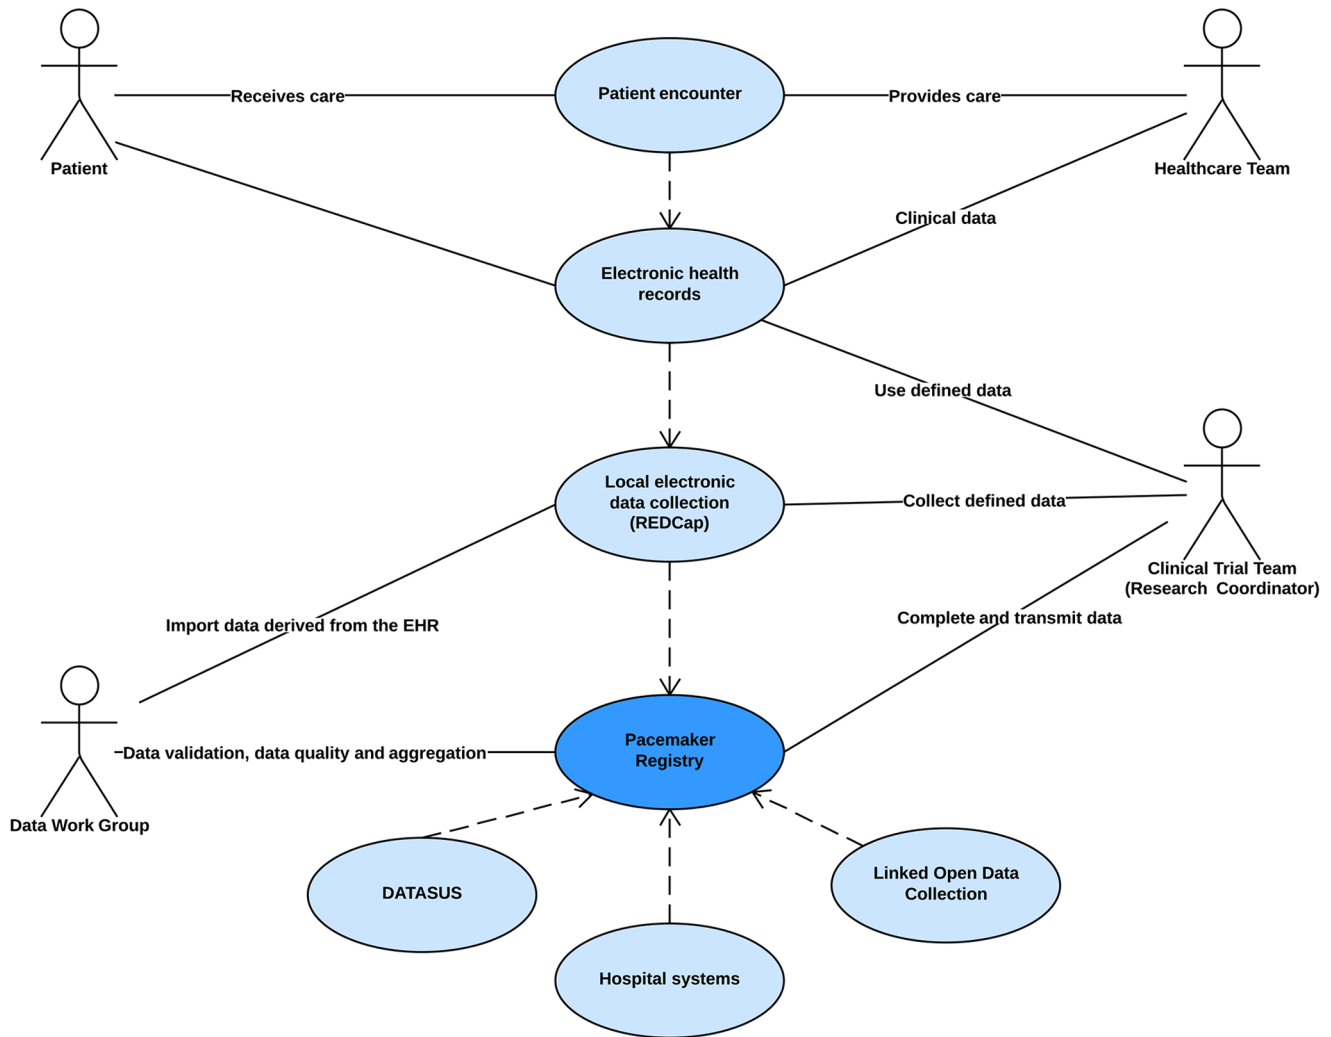 Receives care
Patient encounter
Provides care
Patient
Healthcare Team
Clinical data
Electronic health
records
Use defined data
Local electronic
data collection
(REDCap)
Collect defined data
Clinical Trial Team
(Research Coordinator)
Import data derived from the EHR
Complete and transmit data
Pacemaker
Registry
Data validation, data quality and aggregation
Data Work Group
DATASUS
Linked Open Data
Collection
Hospital systems